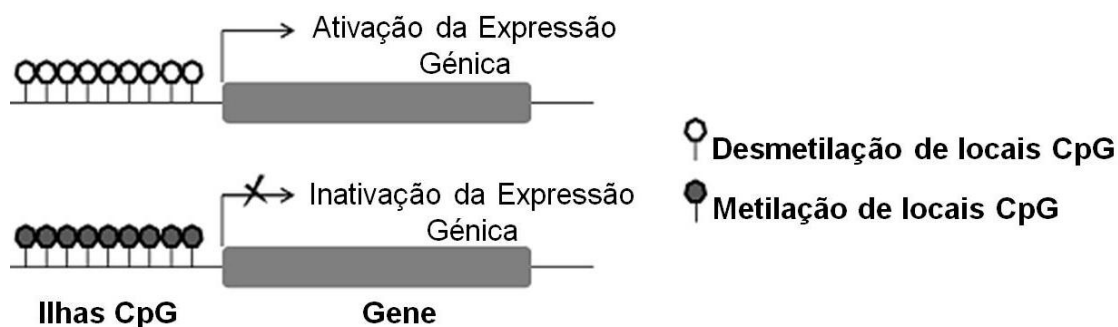 Ativação da Expressão
Génica
Inativação da Expressão
Génica
Ilhas CpG
Gene
Desmetilação de locais CpG
Metilação de locais CpG